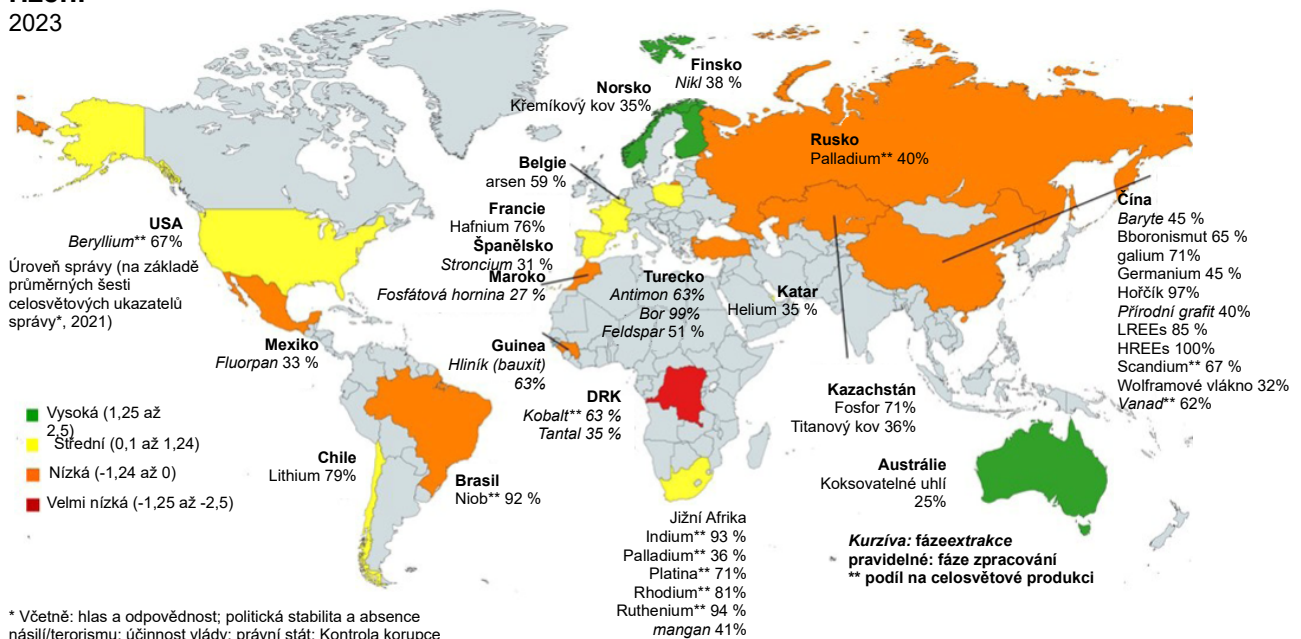 2023
Finsko
Nikl 38 %
Norsko
Křemíkový kov 35%
Rusko
Palladium** 40%
Belgie
arsen 59 %
Francie
Hafnium 76%
Španělsko
Stroncium 31 %
Maroko
Fosfátová hornina 27 %
USA
Beryllium** 67%
Úroveň správy (na základě
průměrných šesti
celosvětových ukazatelů
správy*, 2021)
Turecko
Antimon 63%
Bor 99%
Feldspar 51 %
Katar
Helium 35 %
Čína
Baryte 45 %
Bboronismut 65 %
galium 71%
Germanium 45 %
Hořčík 97%
Přírodní grafit 40%
LREEs 85 %
HREEs 100%
Scandium** 67 %
Wolframové vlákno 32%
Vanad** 62%
Mexiko
Fluorpan 33 %
Guinea
Hliník (bauxit)
63%
DRK
Kobalt** 63 %
Tantal 35 %
Kazachstán
Fosfor 71%
Titanový kov 36%
Vysoká (1,25 až
2,5)
Střední (0,1 až 1,24)
Nízká (-1,24 až 0)
Velmi nízká (-1,25 až -2,5)
Chile
Lithium 79%
Brasil
Niob** 92 %
Austrálie
Koksovatelné uhlí
25%
Jižní Afrika
Indium** 93 %
Palladium** 36 %
Platina** 71%
Rhodium** 81%
Ruthenium** 94 %
mangan 41%
Kurzíva: fázeextrakce
pravidelné: fáze zpracování
** podíl na celosvětové produkci
* Včetně: hlas a odpovědnost; politická stabilita a absence
násilí/terorismu; účinnost vlády; právní stát; Kontrola korupce